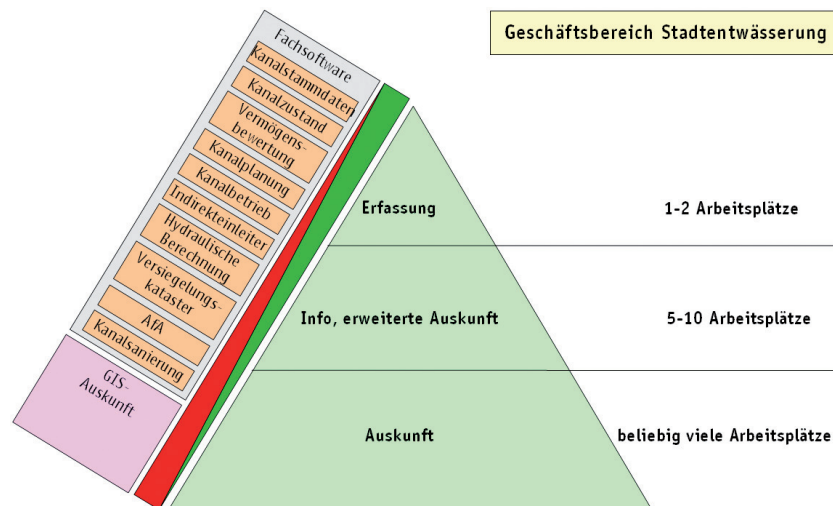 Geschäftsbereich Stadtentwässerung
Fachsoftware
Kanalstammdaten
Kanalzustand
Vermögens-
bewertung
Kanalplanung
Kanalbetrieb
Indirekteinleiter
Hydraulische
Berechnung
Versiegelungs-
kataster
AfA
Kanalsanierung
GIS-
Auskunft
Erfassung
1-2 Arbeitsplätze
Info, erweiterte Auskunft
5-10 Arbeitsplätze
Auskunft
beliebig viele Arbeitsplätze